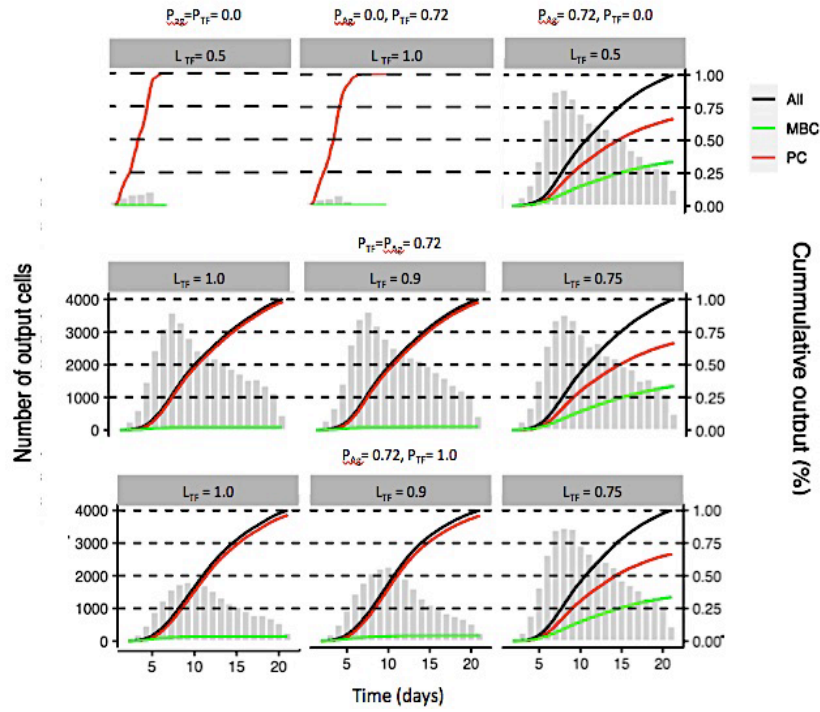 P_ag=P_TF= 0.0
P_Ag= 0.0, P_TF= 0.72
P_Ag= 0.72, P_TF= 0.0
L_TF = 0.5
L_TF = 1.0
L_TF = 0.5
1.00
0.75
0.50
0.25
0.00
All
MBC
PC
P_TF=P_Ag= 0.72
L_TF = 1.0
L_TF = 0.9
L_TF = 0.75
4000
3000
2000
1000
0
1.00
0.75
0.50
0.25
0.00
Number of output cells
Cummulative output (%)
P_Ag= 0.72, P_TF= 1.0
L_TF = 1.0
L_TF = 0.9
L_TF = 0.75
4000
3000
2000
1000
0
1.00
0.75
0.50
0.25
0.00
5 10 15 20
5 10 15 20
5 10 15 20
Time (days)